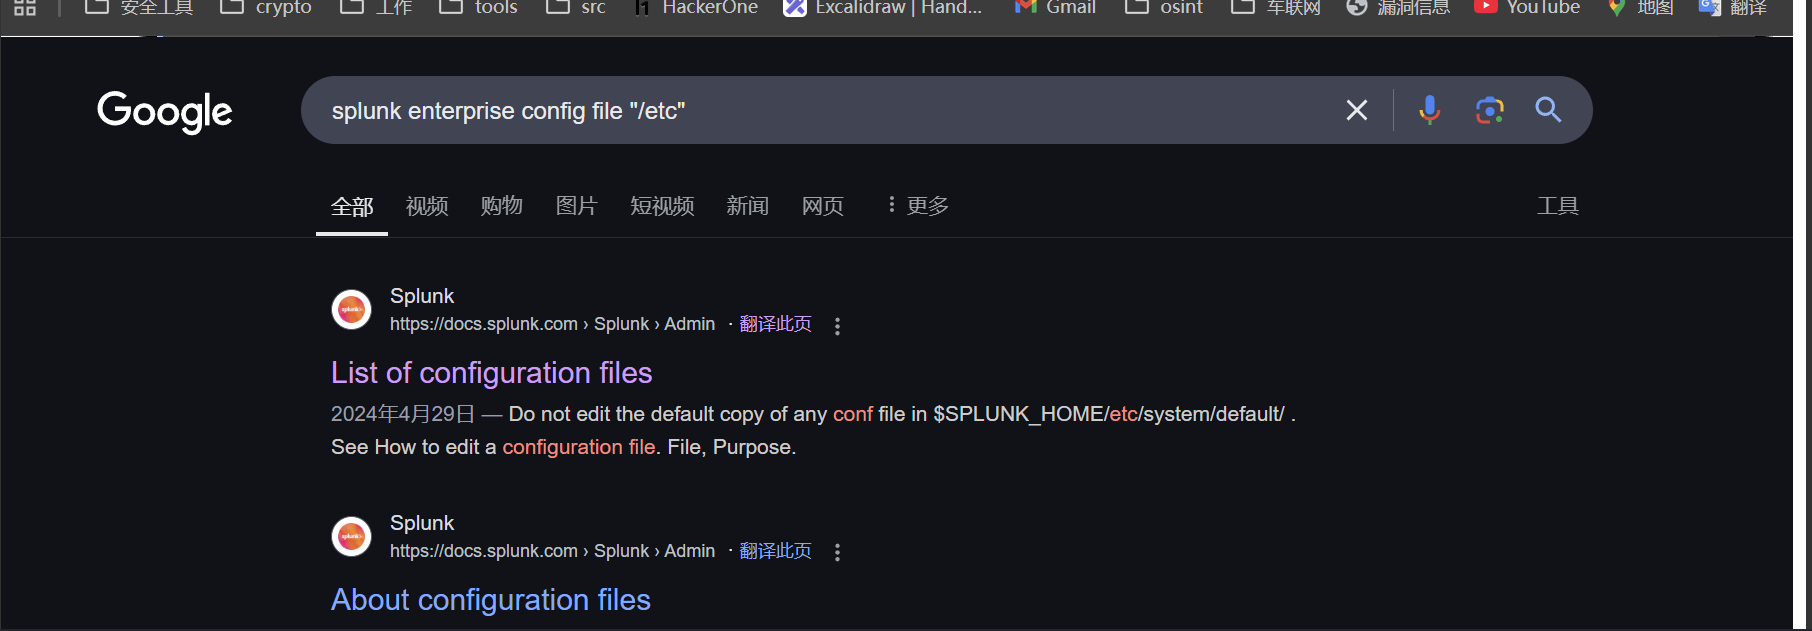 安全工具 crypto 工作 tools src HackerOne Excalidraw | Hand... Gmail osint 车联网 漏洞信息 YouTube 地图 翻译
Google
splunk enterprise config file "/etc"
全部 视频 购物 图片 短视频 新闻 网页 更多 工具
Splunk
https://docs.splunk.com › Splunk › Admin · 翻译此页
List of configuration files
2024年4月29日 — Do not edit the default copy of any conf file in $SPLUNK_HOME/etc/system/default/ .
See How to edit a configuration file. File, Purpose.
Splunk
https://docs.splunk.com › Splunk › Admin · 翻译此页
About configuration files